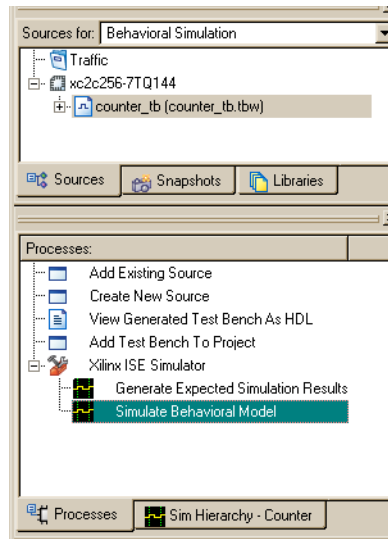 Sources for: Behavioral Simulation
Traffic
xc2c256-7TQ144
counter_tb (counter_tb.tbw)
Sources Snapshots Libraries
Processes:
Add Existing Source
Create New Source
View Generated Test Bench As HDL
Add Test Bench To Project
Xilinx ISE Simulator
Generate Expected Simulation Results
Simulate Behavioral Model
Processes Sim Hierarchy - Counter